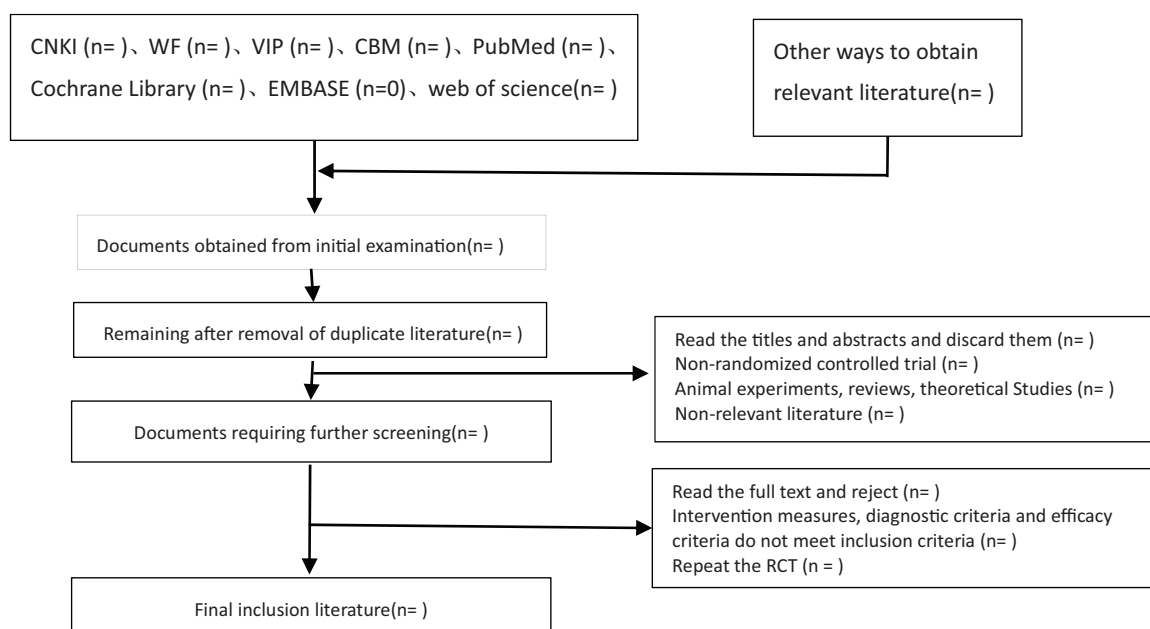 CNKI (n= )、WF (n= )、VIP (n= )、CBM (n= )、PubMed (n= )、
Cochrane Library (n= )、EMBASE (n=0)、web of science(n= )
Other ways to obtain
relevant literature(n= )
Documents obtained from initial examination(n= )
Remaining after removal of duplicate literature(n= )
Read the titles and abstracts and discard them (n= )
Non-randomized controlled trial (n= )
Animal experiments, reviews, theoretical Studies (n= )
Non-relevant literature (n= )
Documents requiring further screening(n= )
Read the full text and reject (n= )
Intervention measures, diagnostic criteria and efficacy
criteria do not meet inclusion criteria (n= )
Repeat the RCT (n = )
Final inclusion literature(n= )